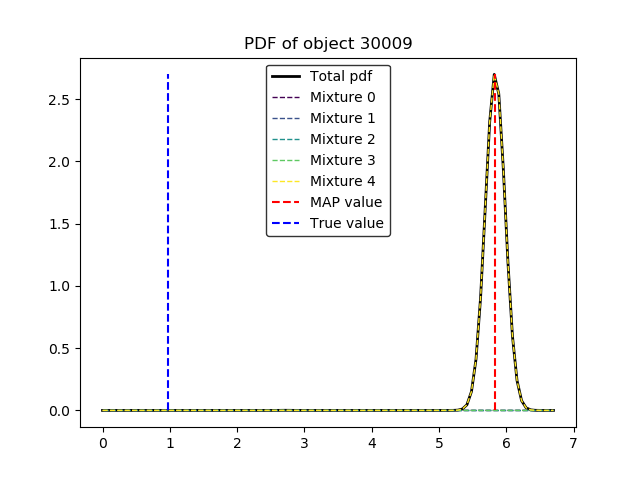 PDF of object 30009
Total pdf
Mixture 0
Mixture 1
Mixture 2
Mixture 3
Mixture 4
MAP value
True value
2.5
2.0
1.5
1.0
0.5
0.0
0 1 2 3 4 5 6 7